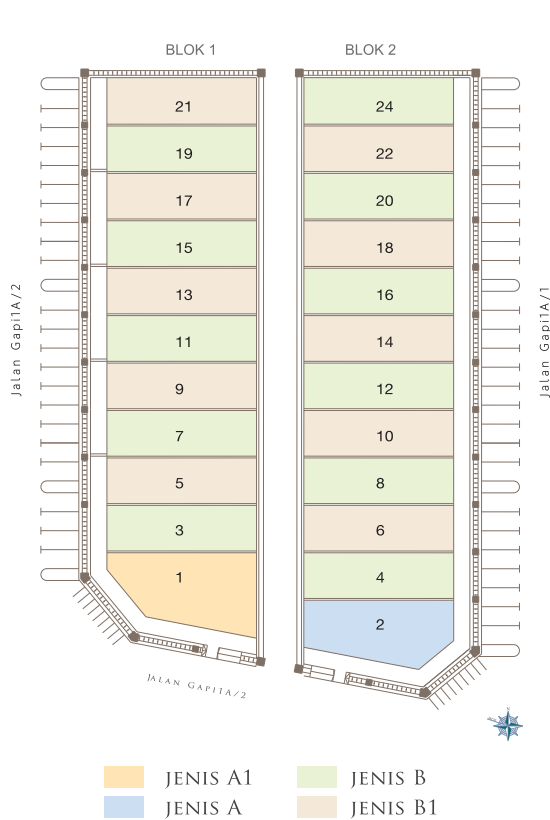 BLOK 1
BLOK 2
21
24
19
22
17
20
15
18
13
16
11
14
9
12
7
10
5
8
3
6
1
4
2
Jalan Gapi1A/2
Jalan Gapi1A/1
JALAN GAPI1A/2
JENIS A1
JENIS B
JENIS A
JENIS B1